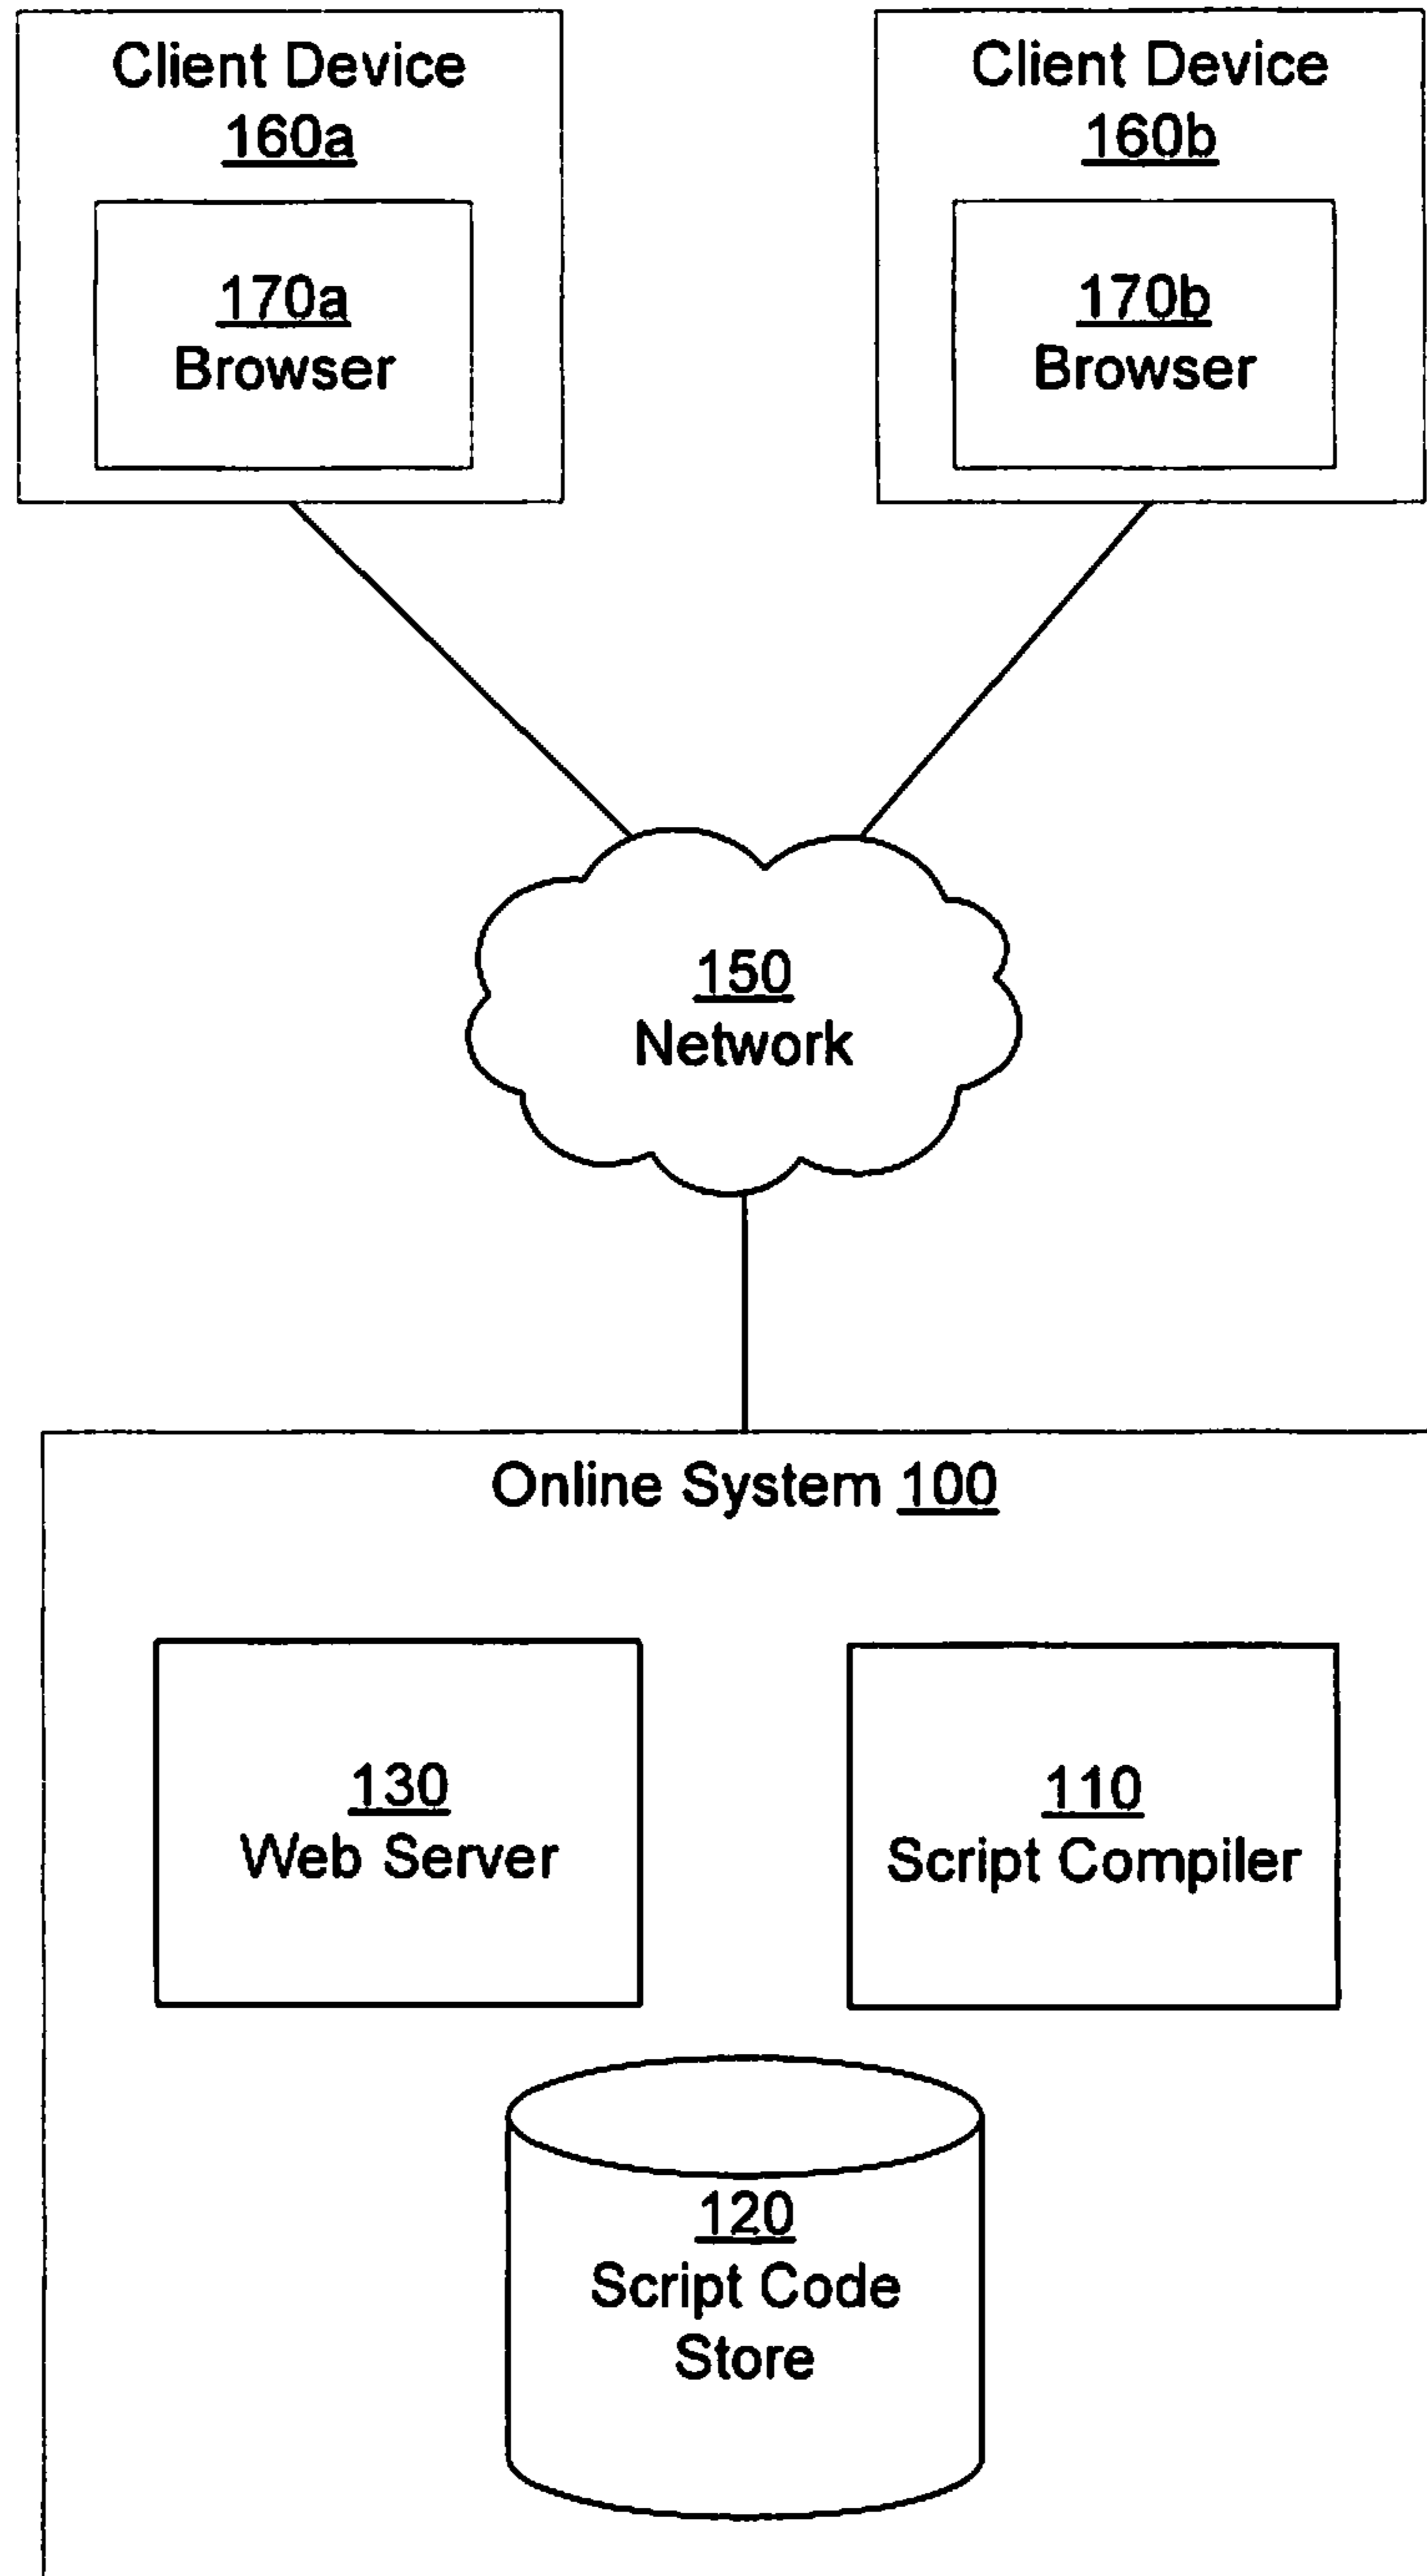 Client Device
160a
170a
Browser
Client Device
160b
170b
Browser
150
Network
Online System 100
130
Web Server
110
Script Compiler
120
Script Code
Store